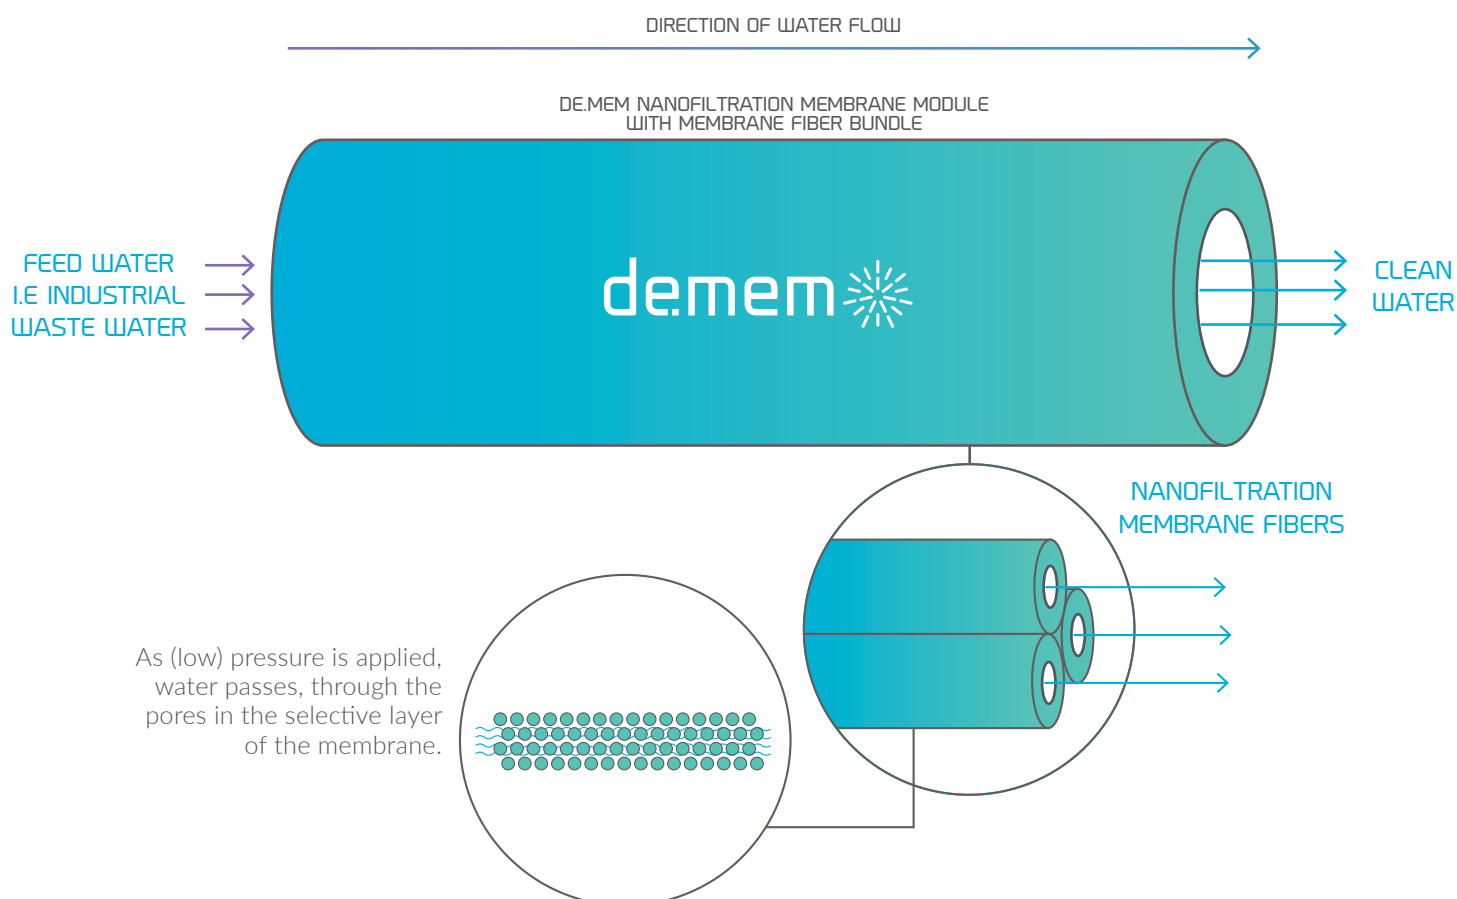 DIRECTION OF WATER FLOW
DE.MEM NANOFILTRATION MEMBRANE MODULE
WITH MEMBRANE FIBER BUNDLE
FEED WATER
I.E INDUSTRIAL
WASTE WATER
de.mem
CLEAN
WATER
NANOFILTRATION
MEMBRANE FIBERS
As (low) pressure is applied,
water passes, through the
pores in the selective layer
of the membrane.